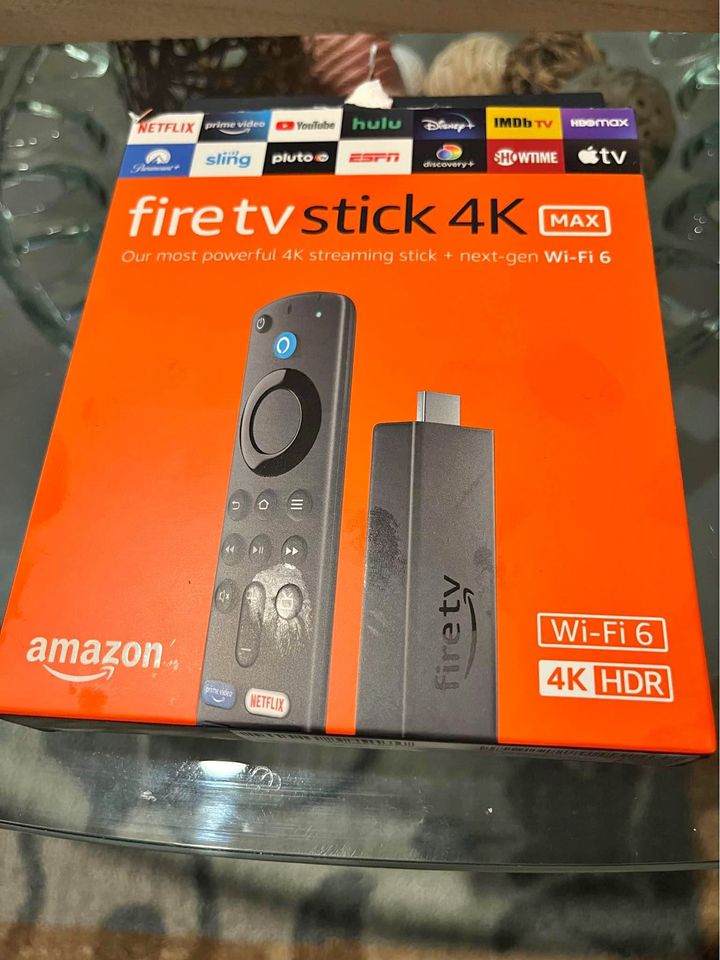 NETFLIX prime video YouTube hulu Disney+ IMDb TV HBOmax
Paramount+ sling pluto tv ESPN discovery+ SHOWTIME tv
fire tv stick 4K MAX
Our most powerful 4K streaming stick + next-gen Wi-Fi 6
fire tv
amazon
Wi-Fi 6
4K HDR
prime video NETFLIX